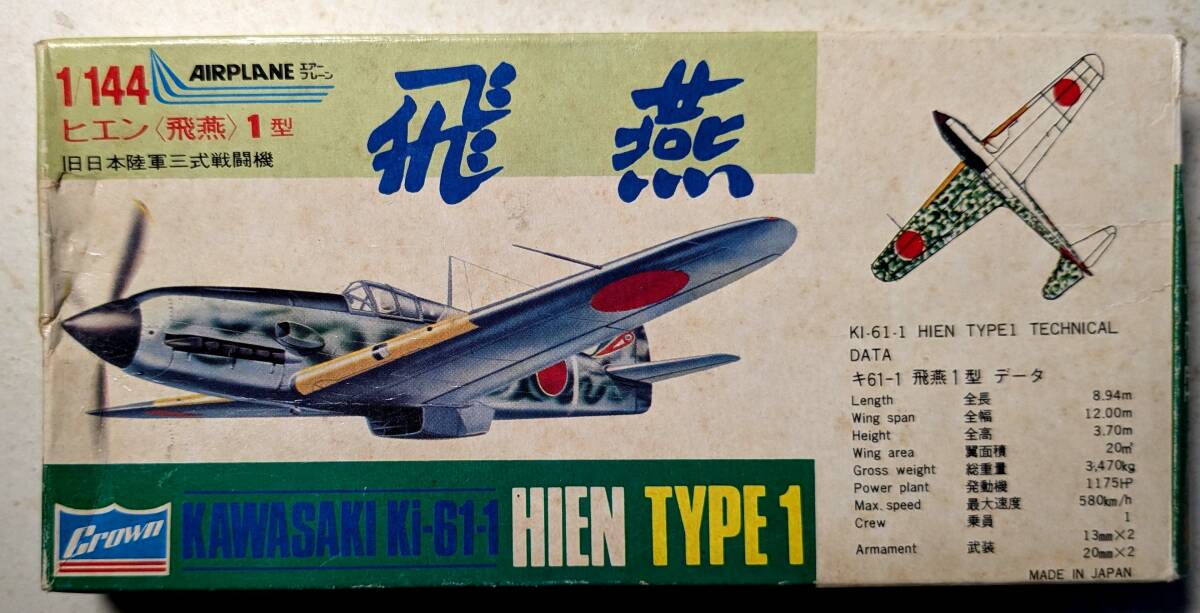 1/144
AIRPLANE エアー
プレーン
ヒエン〈飛燕〉1型
旧日本陸軍三式戦闘機
飛燕
Crown
KAWASAKI Ki-61-1 HIEN TYPE 1
KI-61-1 HIEN TYPE1 TECHNICAL
DATA
キ61-1 飛燕1型 データ
Length 全長 8.94m
Wing span 全幅 12.00m
Height 全高 3.70m
Wing area 翼面積 20㎡
Gross weight 総重量 3,470kg
Power plant 発動機 1175HP
Max. speed 最大速度 580km/h
Crew 乗員 1
Armament 武装 13mm×2
20mm×2
MADE IN JAPAN